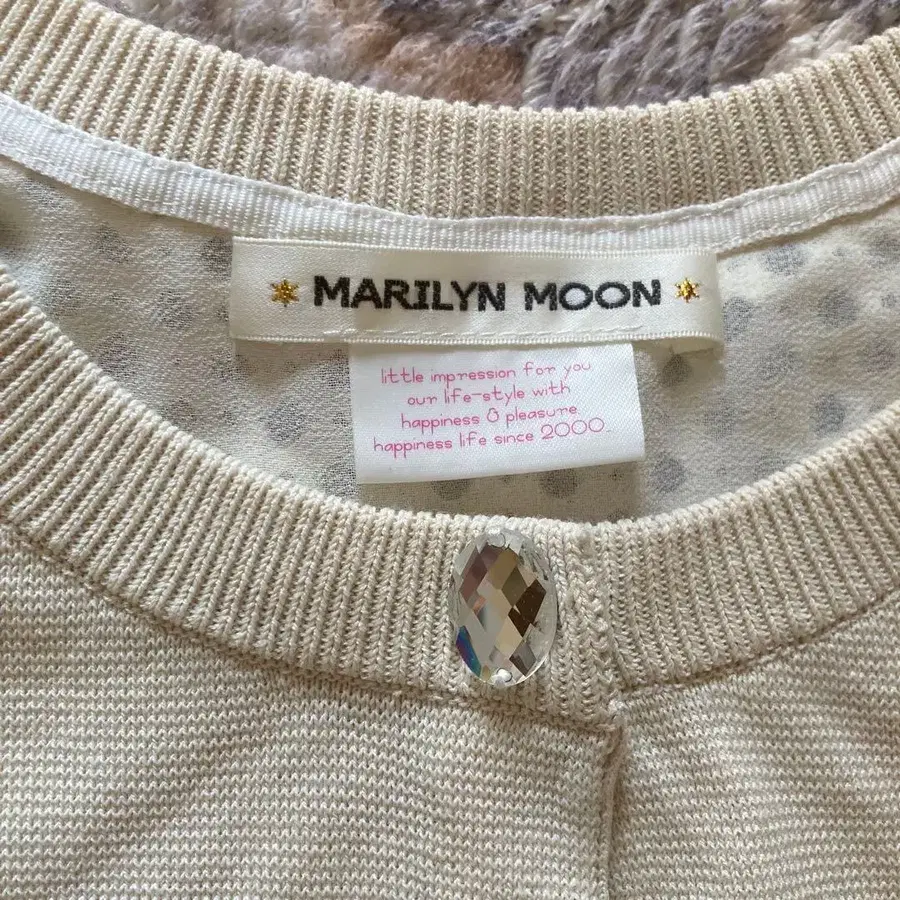 MARILYN MOON
little impression for you
our life-style with
happiness & pleasure
happiness life since 2000.